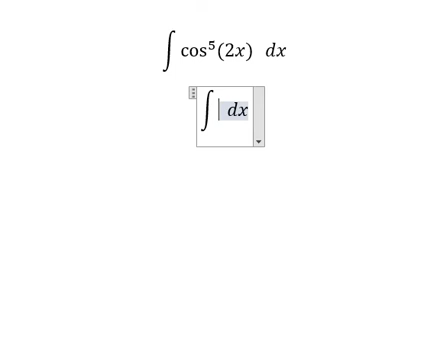 ∫ cos⁵(2x) dx
∫ dx